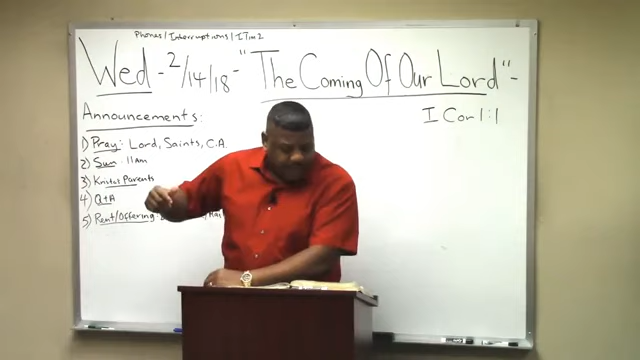 Phones/Interruptions/I Tim 2
Wed - 2/14/18 - "The Coming Of Our Lord" -
Announcements:
I Cor 1:1
1) Pray: Lord, Saints, C.A.
2) Sun: 11am
3) Parents
4) Q+A
5) Rent/Offering: